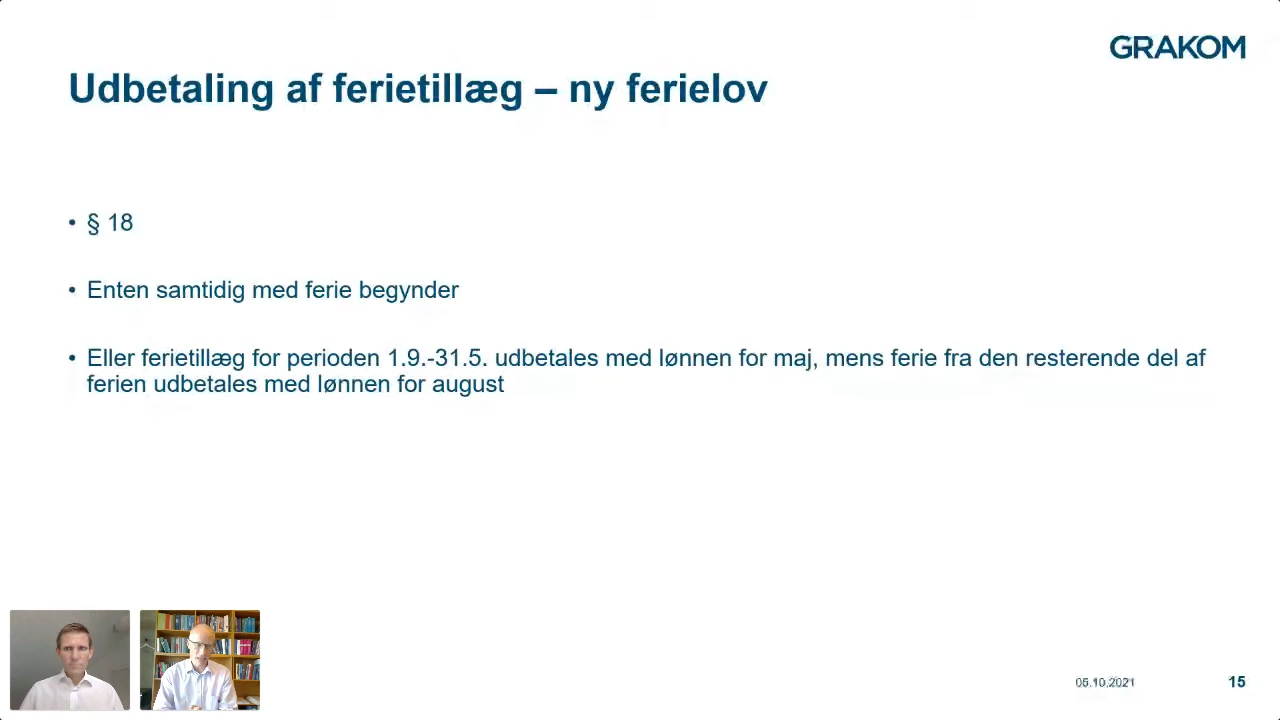 GRAKOM
Udbetaling af ferietillæg – ny ferielov
• § 18
• Enten samtidig med ferie begynder
• Eller ferietillæg for perioden 1.9.-31.5. udbetales med lønnen for maj, mens ferie fra den resterende del af
ferien udbetales med lønnen for august
05.10.2021
15